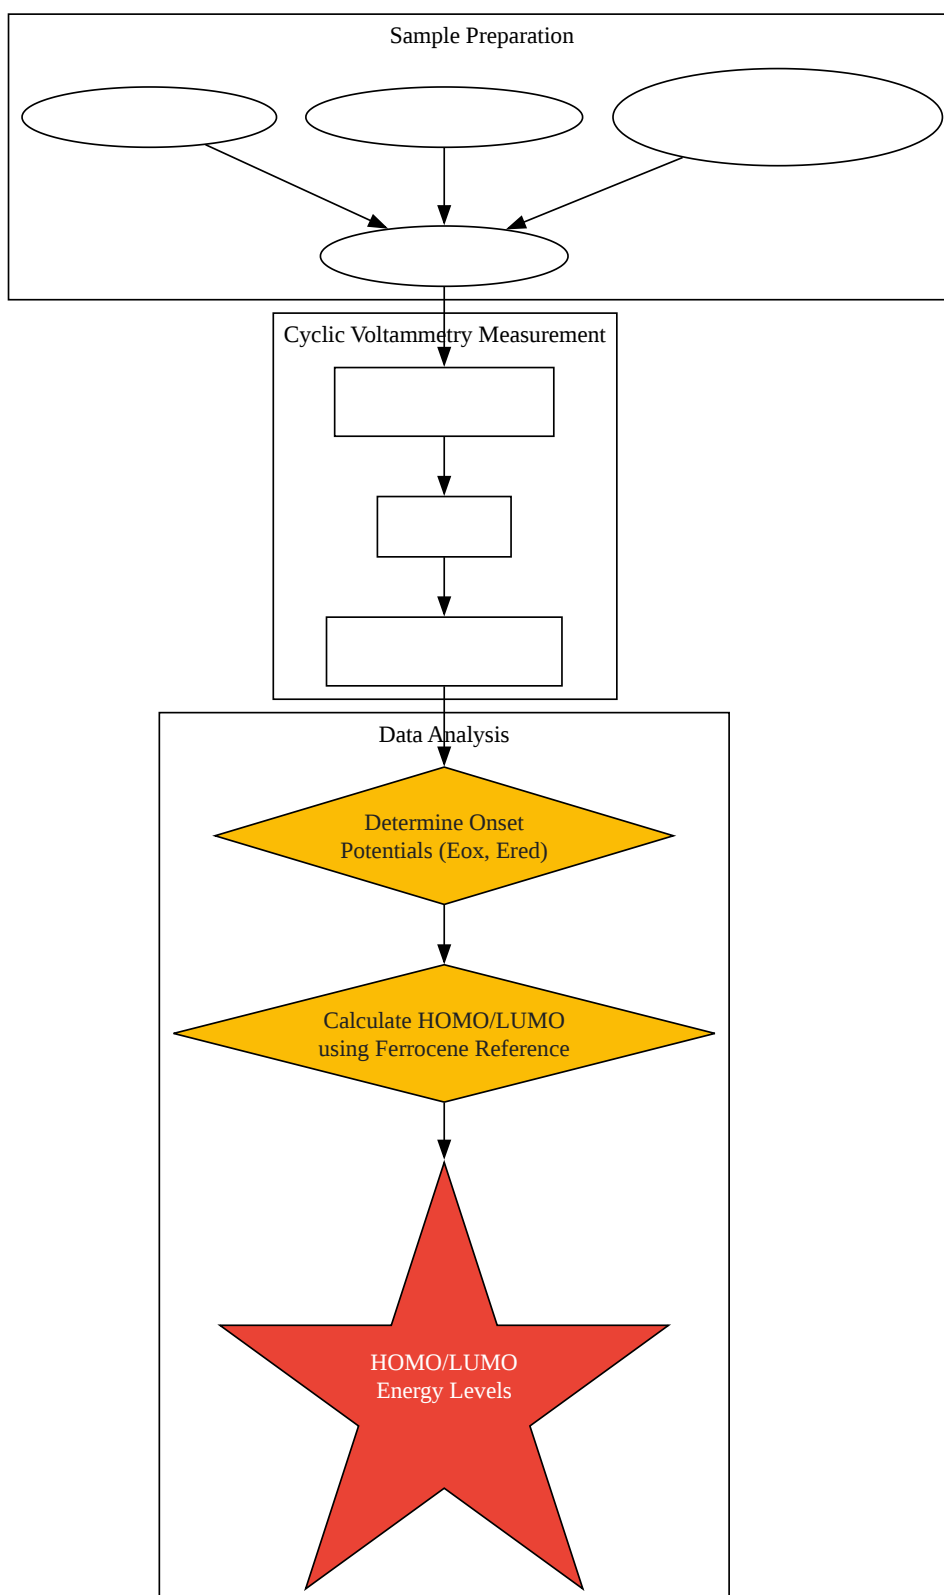 Sample Preparation
Cyclic Voltammetry Measurement
Data Analysis
Determine Onset
Potentials (Eox, Ered)
Calculate HOMO/LUMO
using Ferrocene Reference
HOMO/LUMO
Energy Levels